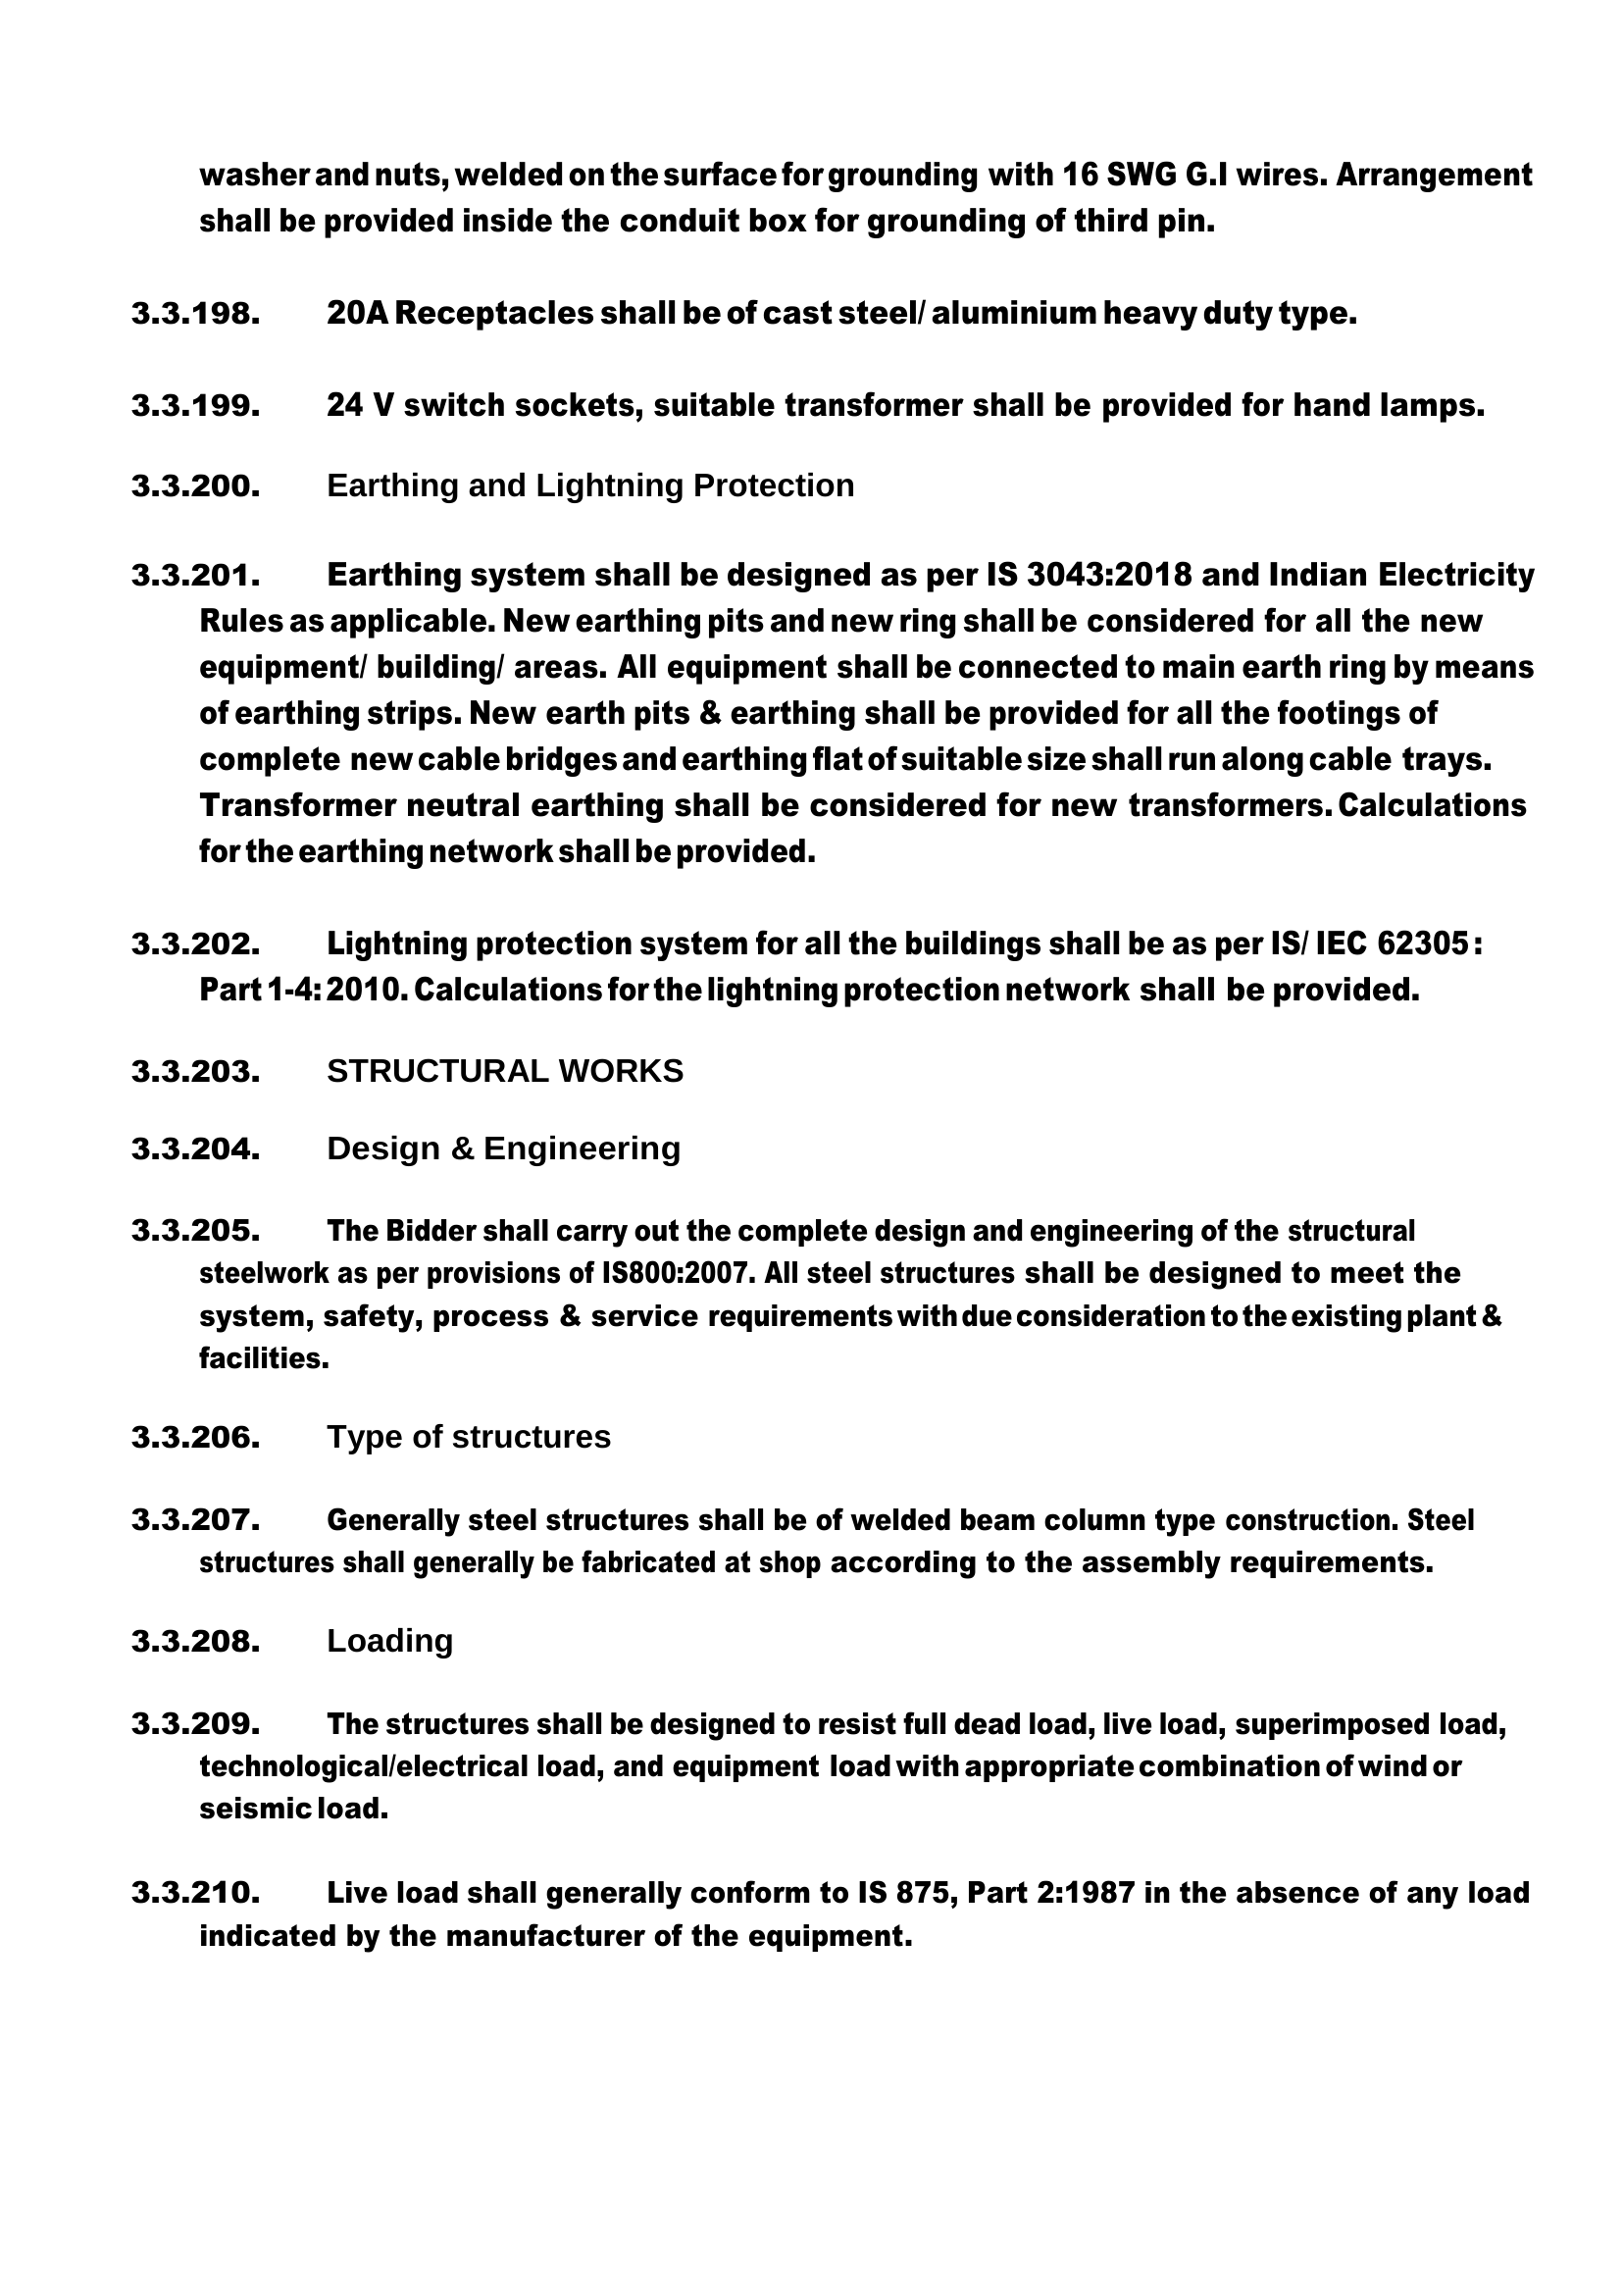 washer and nuts, welded on the surface for grounding with 16 SWG G.I wires. Arrangement
shall be provided inside the conduit box for grounding of third pin.
3.3.198. 20A Receptacles shall be of cast steel/ aluminium heavy duty type.
3.3.199. 24 V switch sockets, suitable transformer shall be provided for hand lamps.
3.3.200. Earthing and Lightning Protection
3.3.201. Earthing system shall be designed as per IS 3043:2018 and Indian Electricity
Rules as applicable. New earthing pits and new ring shall be considered for all the new
equipment/ building/ areas. All equipment shall be connected to main earth ring by means
of earthing strips. New earth pits & earthing shall be provided for all the footings of
complete new cable bridges and earthing flat of suitable size shall run along cable trays.
Transformer neutral earthing shall be considered for new transformers. Calculations
for the earthing network shall be provided.
3.3.202. Lightning protection system for all the buildings shall be as per IS/ IEC 62305 :
Part 1-4: 2010. Calculations for the lightning protection network shall be provided.
3.3.203. STRUCTURAL WORKS
3.3.204. Design & Engineering
3.3.205. The Bidder shall carry out the complete design and engineering of the structural
steelwork as per provisions of IS800:2007. All steel structures shall be designed to meet the
system, safety, process & service requirements with due consideration to the existing plant &
facilities.
3.3.206. Type of structures
3.3.207. Generally steel structures shall be of welded beam column type construction. Steel
structures shall generally be fabricated at shop according to the assembly requirements.
3.3.208. Loading
3.3.209. The structures shall be designed to resist full dead load, live load, superimposed load,
technological/electrical load, and equipment load with appropriate combination of wind or
seismic load.
3.3.210. Live load shall generally conform to IS 875, Part 2:1987 in the absence of any load
indicated by the manufacturer of the equipment.